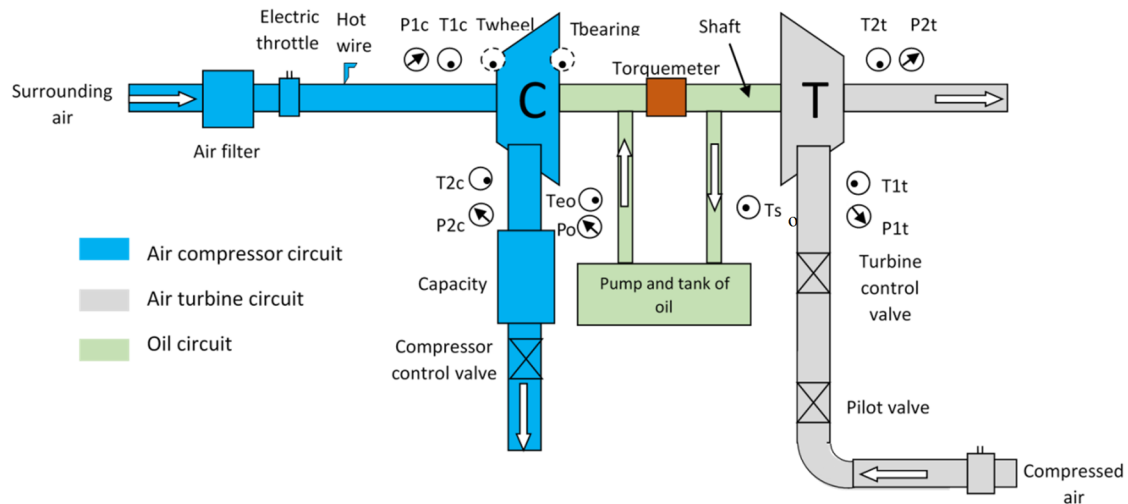 Electric
throttle
Hot
wire
P1c
T1c
Twheel
Tbearing
Shaft
T2t
P2t
Torquemeter
Surrounding
air
C
T
Air filter
T2c
P2c
Teo
Po
Ts
o
T1t
P1t
Air compressor circuit
Air turbine circuit
Oil circuit
Capacity
Pump and tank of
oil
Turbine
control
valve
Compressor
control valve
Pilot valve
Compressed
air